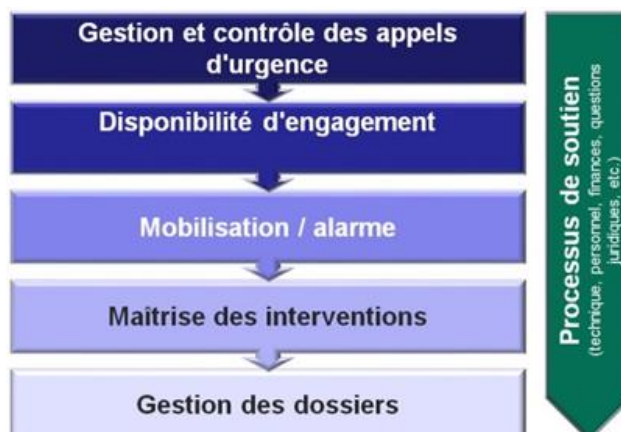 Gestion et contrôle des appels
d'urgence
Disponibilité d'engagement
Mobilisation / alarme
Maîtrise des interventions
Gestion des dossiers
Processus de soutien
(technique, personnel, finances, questions
juridiques, etc.)